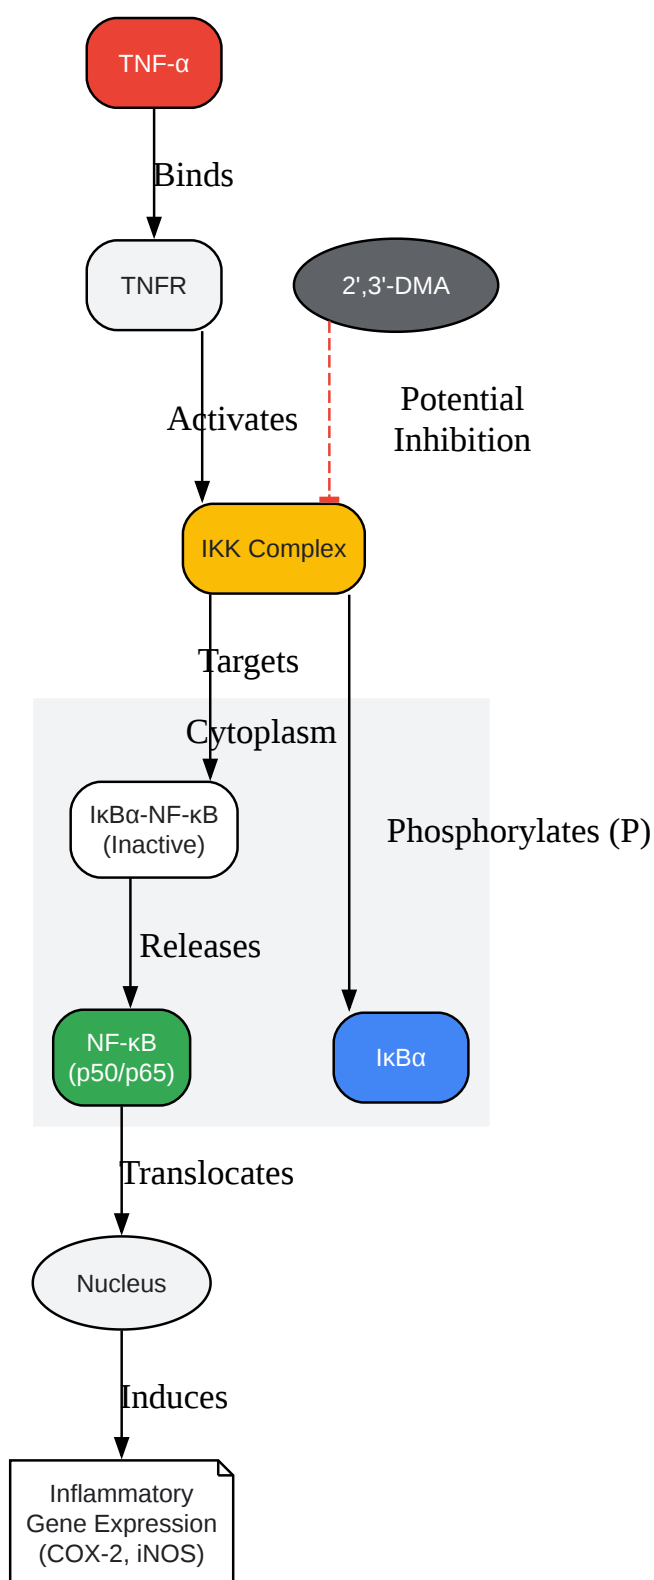 TNF-α
Binds
TNFR
2',3'-DMA
Activates
Potential
Inhibition
IKK Complex
Targets
Cytoplasm
IκBα-NF-κB
(Inactive)
Phosphorylates (P)
Releases
NF-κB
(p50/p65)
IκBα
Translocates
Nucleus
Induces
Inflammatory
Gene Expression
(COX-2, iNOS)